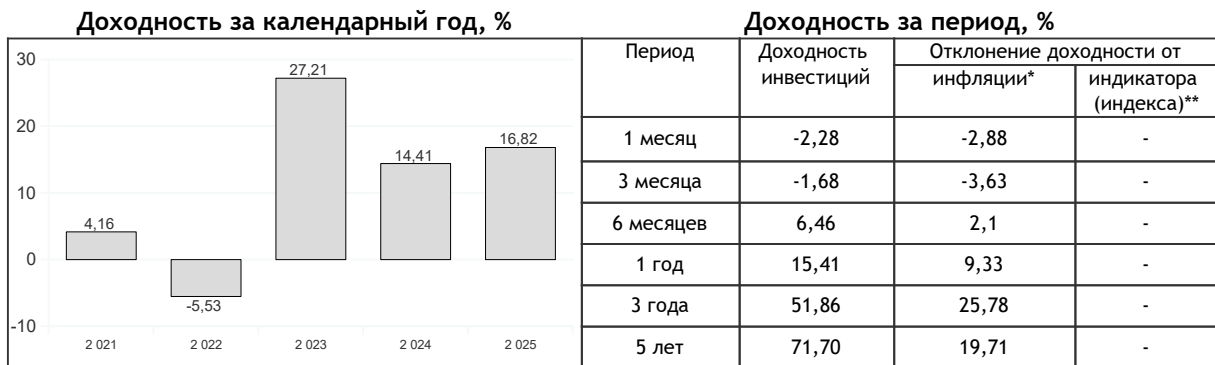 Доходность за календарный год, %
30
20
10
0
-10
4,16
-5,53
27,21
14,41
16,82
2 021
2 022
2 023
2 024
2 025
Доходность за период, %
Период
Доходность
инвестиций
Отклонение доходности от
инфляции*
индикатора
(индекса)**
1 месяц -2,28 -2,88 -
3 месяца -1,68 -3,63 -
6 месяцев 6,46 2,1 -
1 год 15,41 9,33 -
3 года 51,86 25,78 -
5 лет 71,70 19,71 -